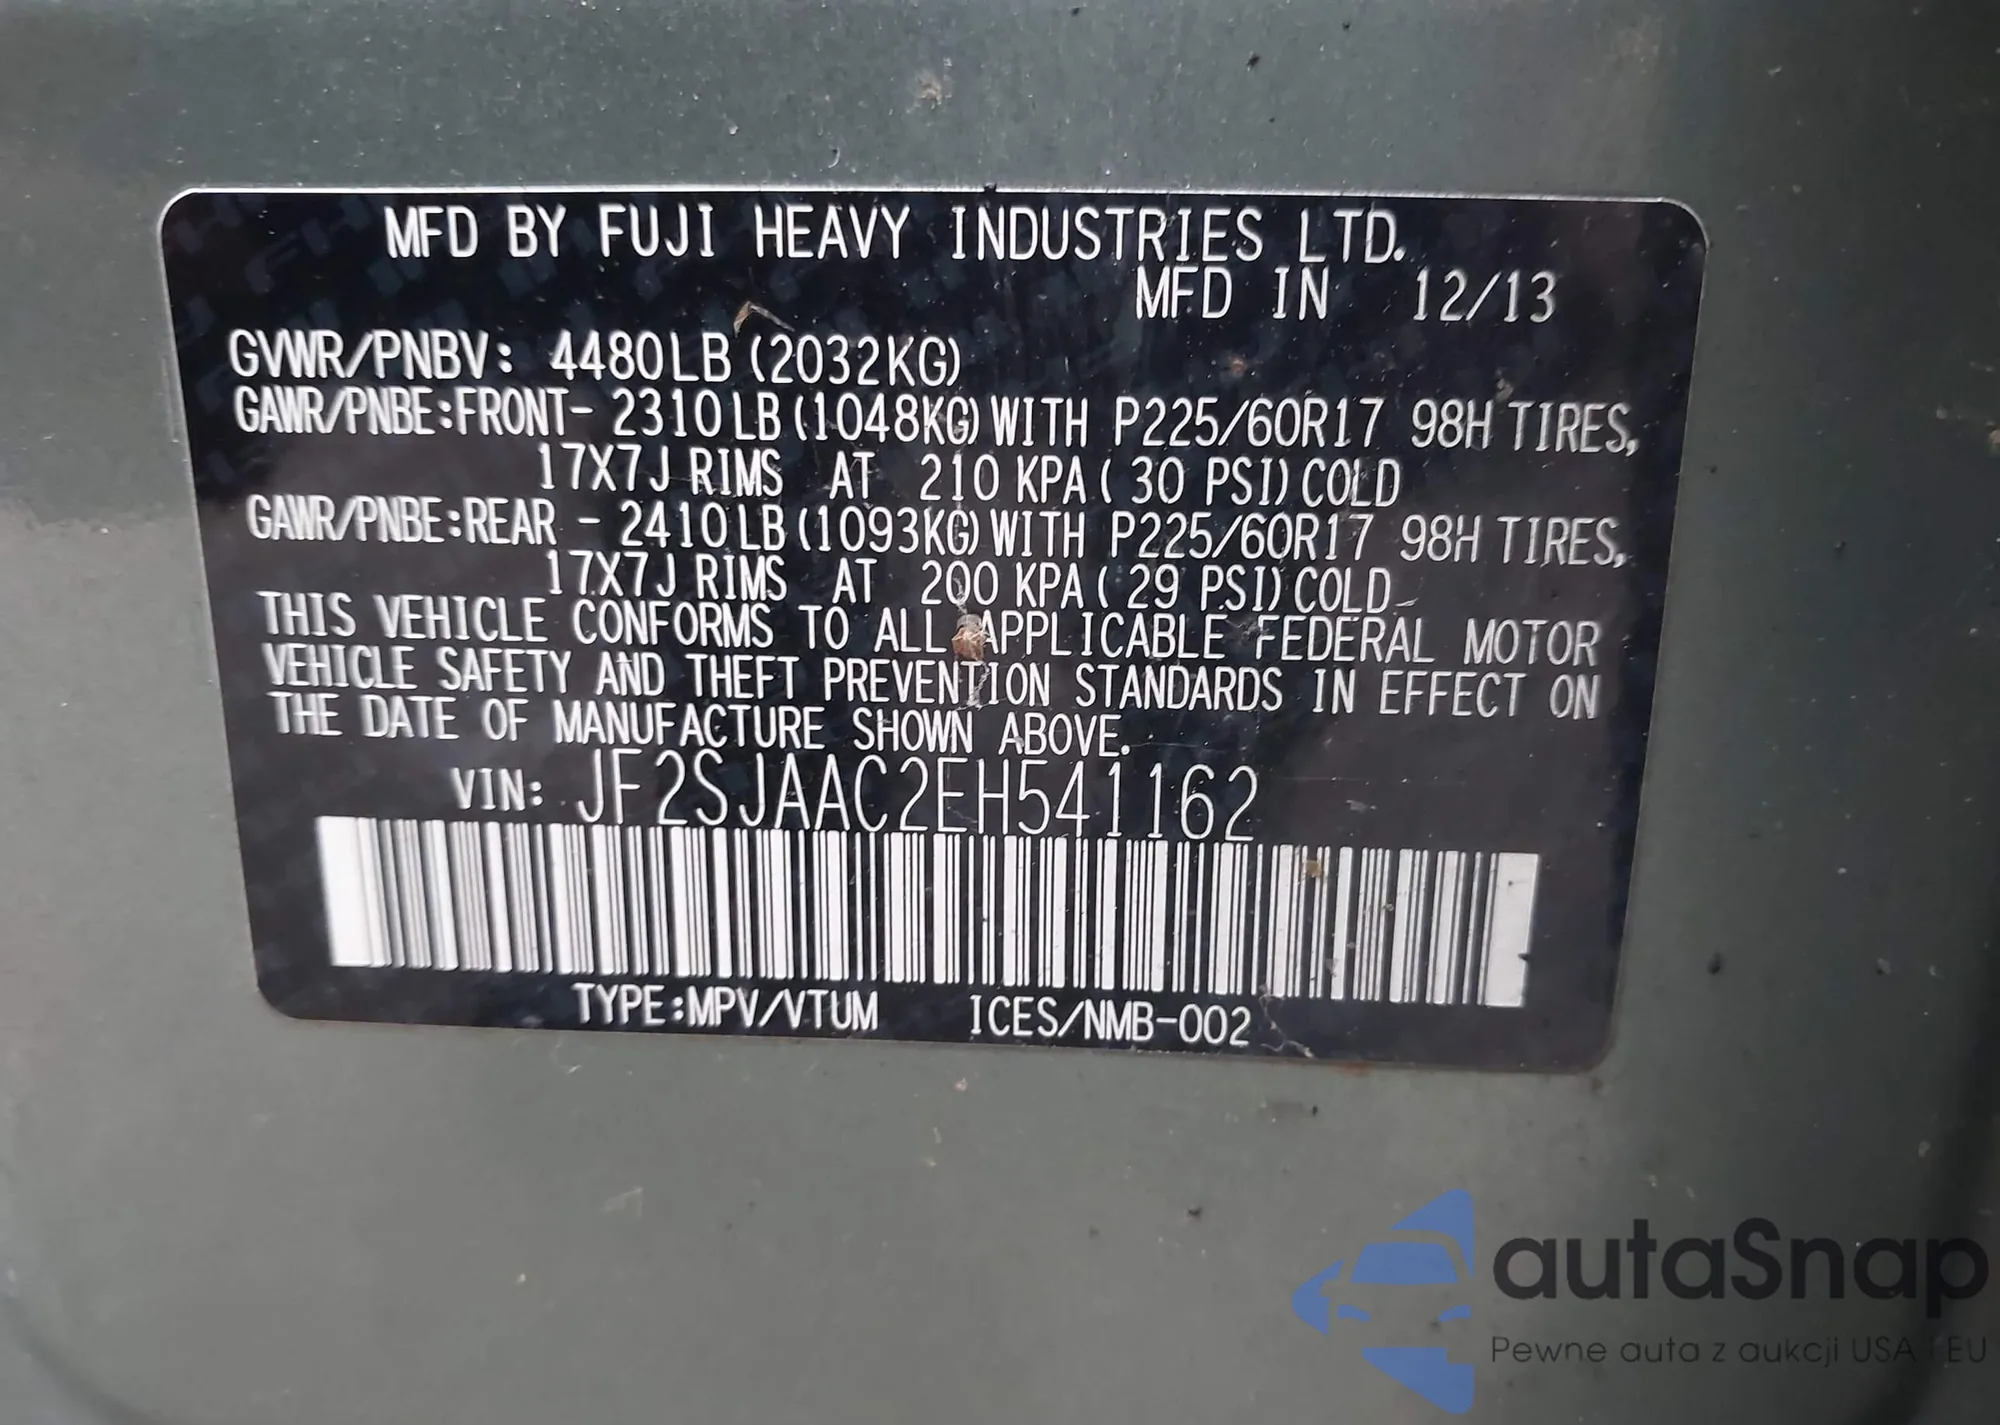 MFD BY FUJI HEAVY INDUSTRIES LTD.
MFD IN 12/13
GVWR/PNBV: 4480LB (2032KG)
GAWR/PNBE:FRONT- 2310LB(1048KG)WITH P225/60R17 98H TIRES,
17X7J RIMS AT 210 KPA( 30 PSI)COLD
GAWR/PNBE:REAR - 2410LB(1093KG)WITH P225/60R17 98H TIRES,
17X7J RIMS AT 200 KPA( 29 PSI)COLD
THIS VEHICLE CONFORMS TO ALL APPLICABLE FEDERAL MOTOR
VEHICLE SAFETY AND THEFT PREVENTION STANDARDS IN EFFECT ON
THE DATE OF MANUFACTURE SHOWN ABOVE.
VIN: JF2SJAAC2EH541162
TYPE:MPV/VTUM ICES/NMB-002
autaSnap
Pewne auta z aukcji USA i EU